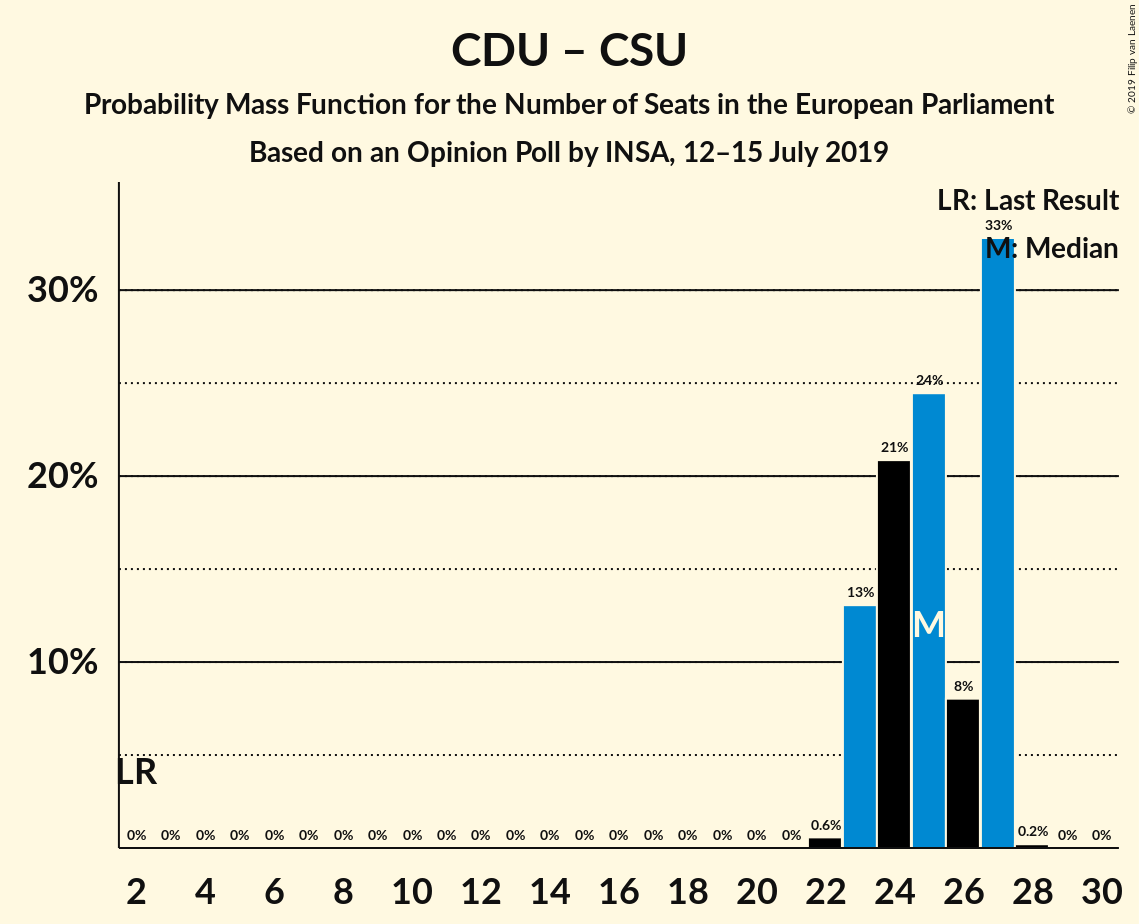 CDU – CSU
Probability Mass Function for the Number of Seats in the European Parliament
Based on an Opinion Poll by INSA, 12–15 July 2019
© 2019 Filip van Laenen
LR: Last Result
M: Median
30%
20%
10%
LR
M
0% 0% 0% 0% 0% 0% 0% 0% 0% 0% 0% 0% 0% 0% 0% 0% 0% 0% 0% 0% 0.6% 13% 21% 24% 8% 33% 0.2% 0% 0%
2 4 6 8 10 12 14 16 18 20 22 24 26 28 30